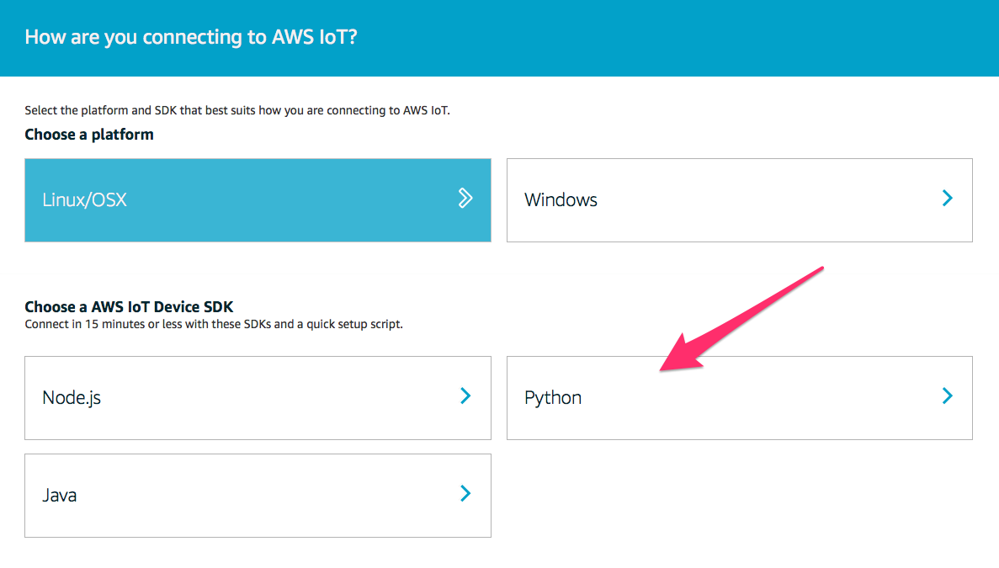 How are you connecting to AWS IoT?
Select the platform and SDK that best suits how you are connecting to AWS IoT.
Choose a platform
Linux/OSX
Windows
Choose a AWS IoT Device SDK
Connect in 15 minutes or less with these SDKs and a quick setup script.
Node.js
Python
Java